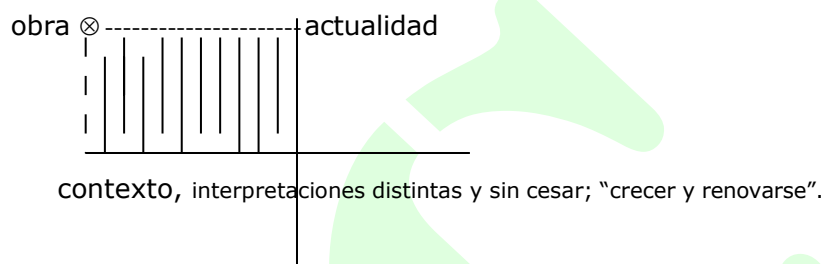 obra ⊗ -------------------- actualidad
contexto, interpretaciones distintas y sin cesar; “crecer y renovarse”.